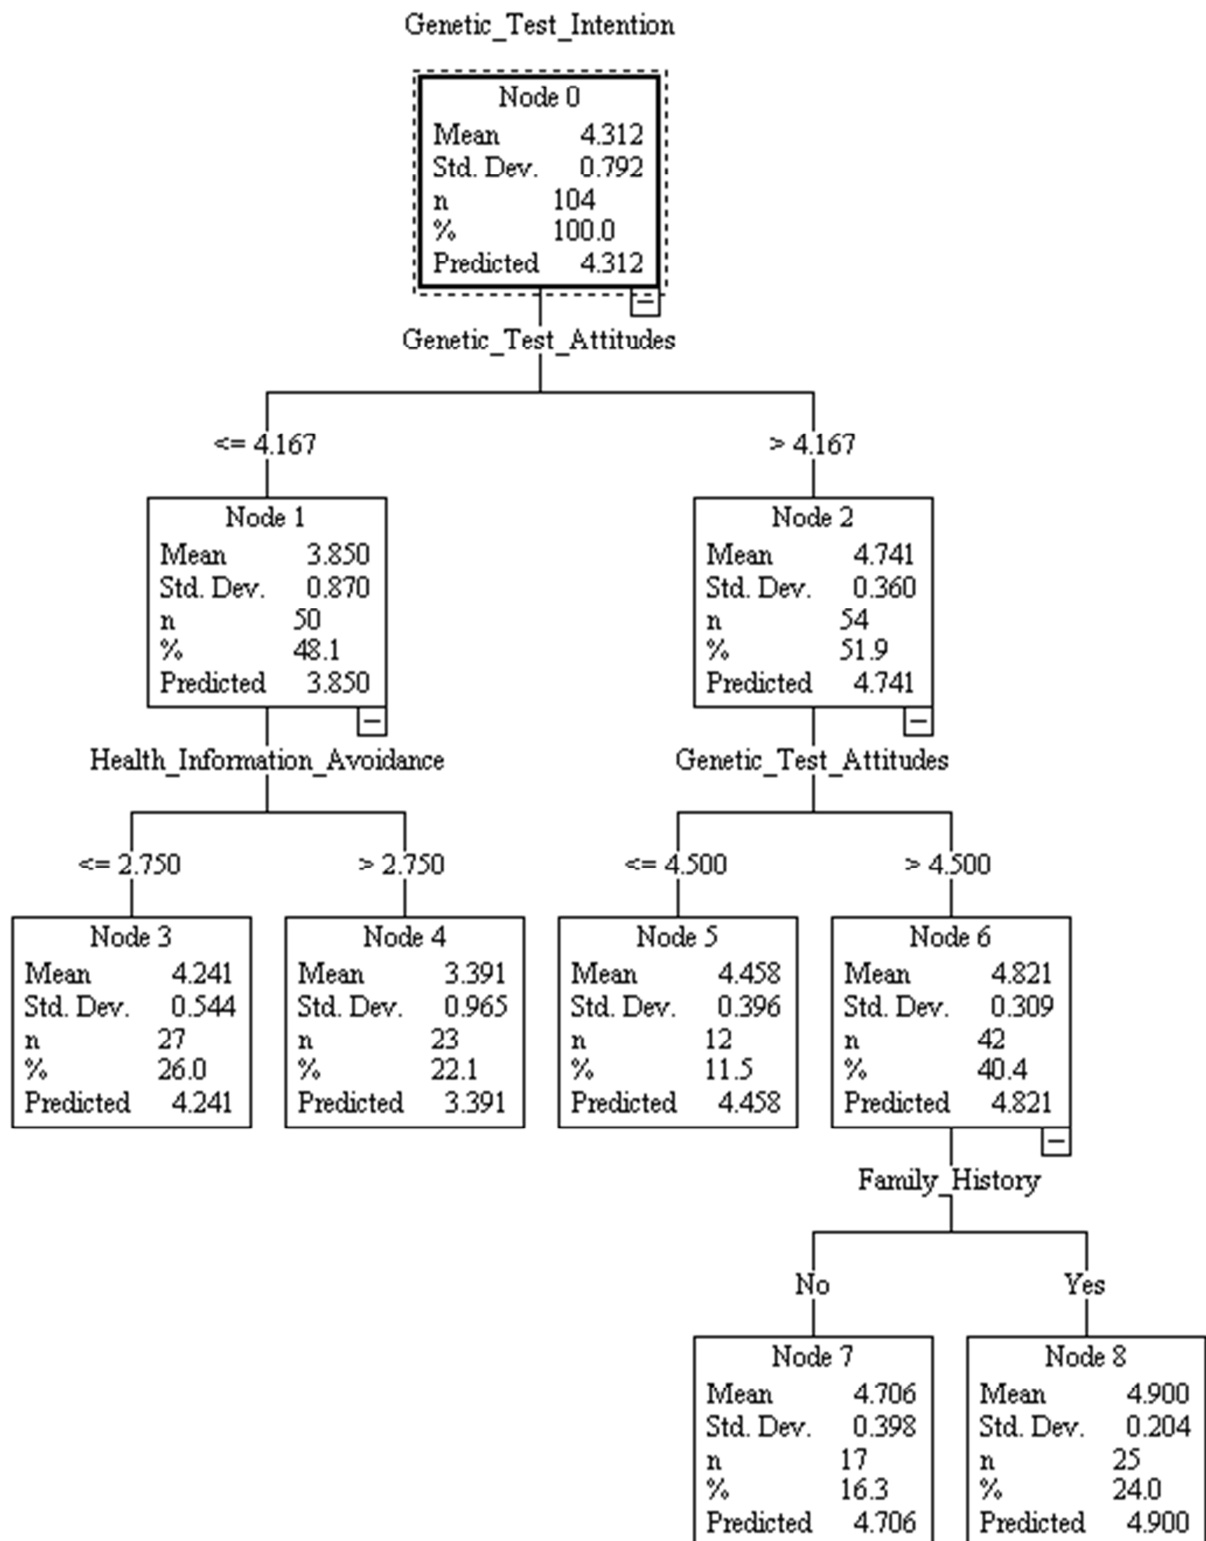 Genetic_Test_Intention
Node 0
Mean 4.312
Std. Dev. 0.792
n 104
% 100.0
Predicted 4.312
Genetic_Test_Attitudes
<= 4.167
> 4.167
Node 1
Mean 3.850
Std. Dev. 0.870
n 50
% 48.1
Predicted 3.850
Node 2
Mean 4.741
Std. Dev. 0.360
n 54
% 51.9
Predicted 4.741
Health_Information_Avoidance
Genetic_Test_Attitudes
<= 2.750
> 2.750
<= 4.500
> 4.500
Node 3
Mean 4.241
Std. Dev. 0.544
n 27
% 26.0
Predicted 4.241
Node 4
Mean 3.391
Std. Dev. 0.965
n 23
% 22.1
Predicted 3.391
Node 5
Mean 4.458
Std. Dev. 0.396
n 12
% 11.5
Predicted 4.458
Node 6
Mean 4.821
Std. Dev. 0.309
n 42
% 40.4
Predicted 4.821
Family_History
No
Yes
Node 7
Mean 4.706
Std. Dev. 0.398
n 17
% 16.3
Predicted 4.706
Node 8
Mean 4.900
Std. Dev. 0.204
n 25
% 24.0
Predicted 4.900